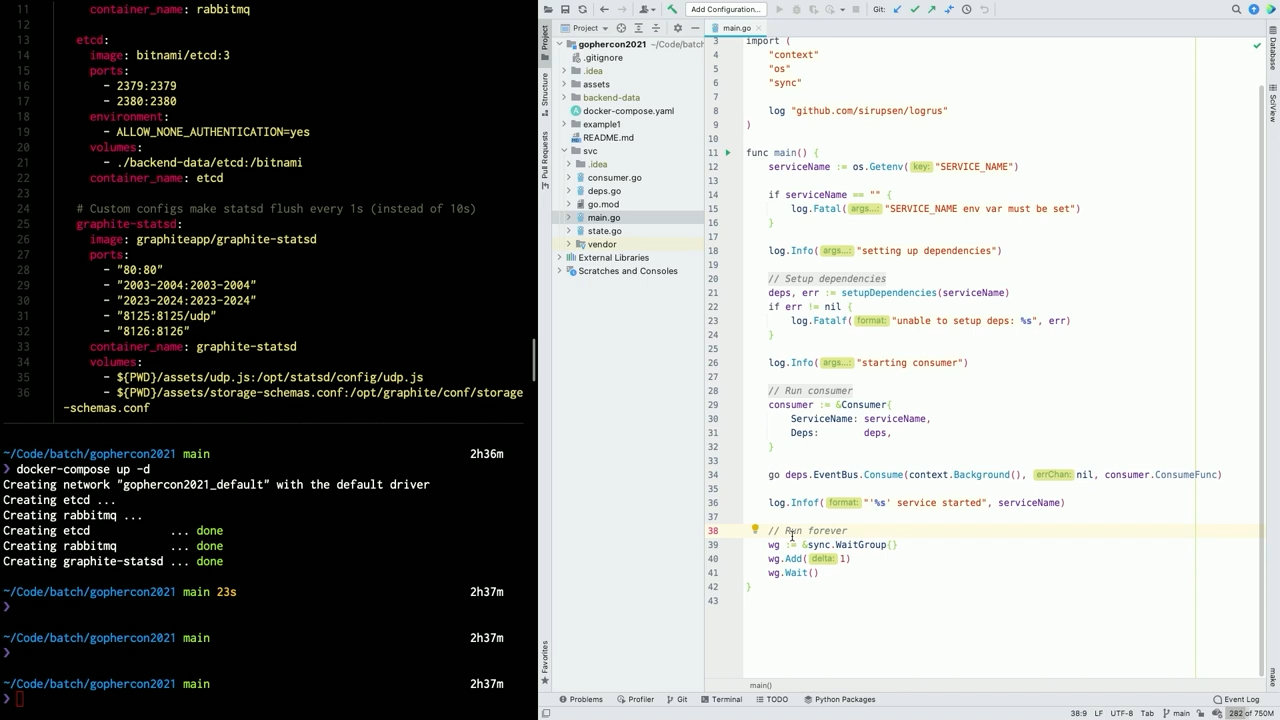 11 container_name: rabbitmq
12
13 etcd:
14 image: bitnami/etcd:3
15 ports:
16 - 2379:2379
17 - 2380:2380
18 environment:
19 - ALLOW_NONE_AUTHENTICATION=yes
20 volumes:
21 - ./backend-data/etcd:/bitnami
22 container_name: etcd
23
24 # Custom configs make statsd flush every 1s (instead of 10s)
25 graphite-statsd:
26 image: graphiteapp/graphite-statsd
27 ports:
28 - "80:80"
29 - "2003-2004:2003-2004"
30 - "2023-2024:2023-2024"
31 - "8125:8125/udp"
32 - "8126:8126"
33 container_name: graphite-statsd
34 volumes:
35 - ${PWD}/assets/udp.js:/opt/statsd/config/udp.js
36 - ${PWD}/assets/storage-schemas.conf:/opt/graphite/conf/storage
-schemas.conf
~/Code/batch/gophercon2021 main 2h36m
❯ docker-compose up -d
Creating network "gophercon2021_default" with the default driver
Creating etcd ...
Creating rabbitmq ...
Creating etcd ... done
Creating rabbitmq ... done
Creating graphite-statsd ... done
~/Code/batch/gophercon2021 main 23s 2h37m
❯
~/Code/batch/gophercon2021 main 2h37m
❯
~/Code/batch/gophercon2021 main 2h37m
❯
Add Configuration...
Git:
Project
main.go
gophercon2021 ~/Code/batch
.gitignore
.idea
assets
backend-data
docker-compose.yaml
example1
README.md
svc
.idea
consumer.go
deps.go
go.mod
main.go
state.go
vendor
External Libraries
Scratches and Consoles
Project
Structure
Pull Requests
Favorites
3 import (
4 "context"
5 "os"
6 "sync"
7
8 log "github.com/sirupsen/logrus"
9 )
10
11 func main() {
12 serviceName := os.Getenv( key: "SERVICE_NAME")
13
14 if serviceName == "" {
15 log.Fatal( args...: "SERVICE_NAME env var must be set")
16 }
17
18 log.Info( args...: "setting up dependencies")
19
20 // Setup dependencies
21 deps, err := setupDependencies(serviceName)
22 if err != nil {
23 log.Fatalf( format: "unable to setup deps: %s", err)
24 }
25
26 log.Info( args...: "starting consumer")
27
28 // Run consumer
29 consumer := &Consumer{
30 ServiceName: serviceName,
31 Deps: deps,
32 }
33
34 go deps.EventBus.Consume(context.Background(), errChan: nil, consumer.ConsumeFunc)
35
36 log.Infof( format: "'%s' service started", serviceName)
37
38 // Run forever
39 wg := &sync.WaitGroup{}
40 wg.Add( delta: 1)
41 wg.Wait()
42 }
43
main()
Database
make
Problems Profiler Git Terminal TODO Python Packages Event Log
38:9 LF UTF-8 Tab main 282 of 750M